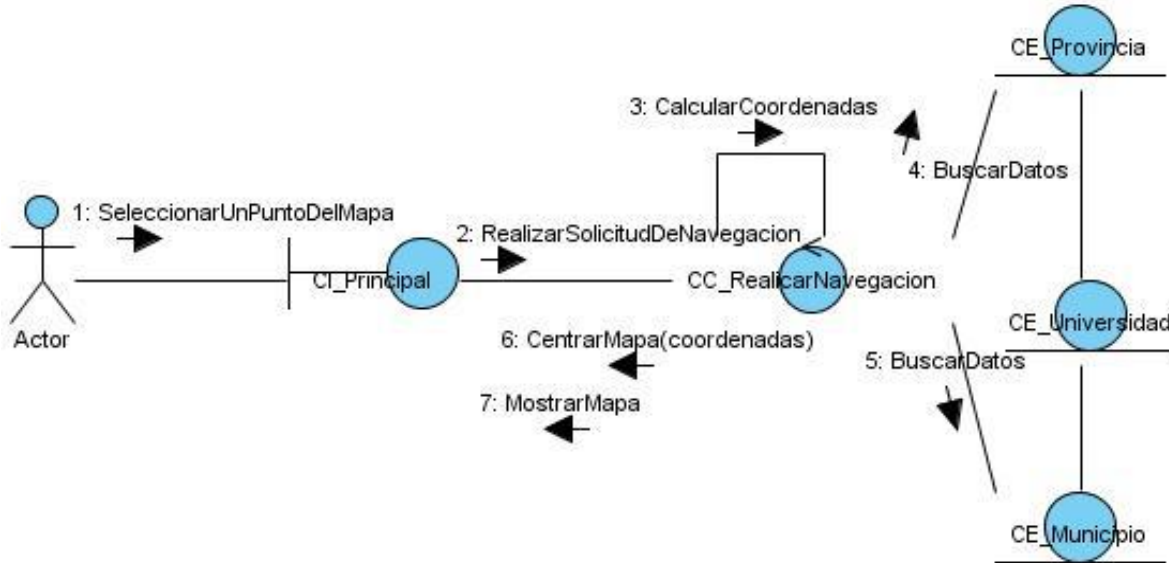 CE_Provincia
3: CalcularCoordenadas
4: BuscarDatos
1: SeleccionarUnPuntoDelMapa
2: RealizarSolicitudDeNavegacion
CI_Principal
CC_RealicarNavegacion
Actor
CE_Universidad
6: CentrarMapa(coordenadas)
5: BuscarDatos
7: MostrarMapa
CE_Municipio